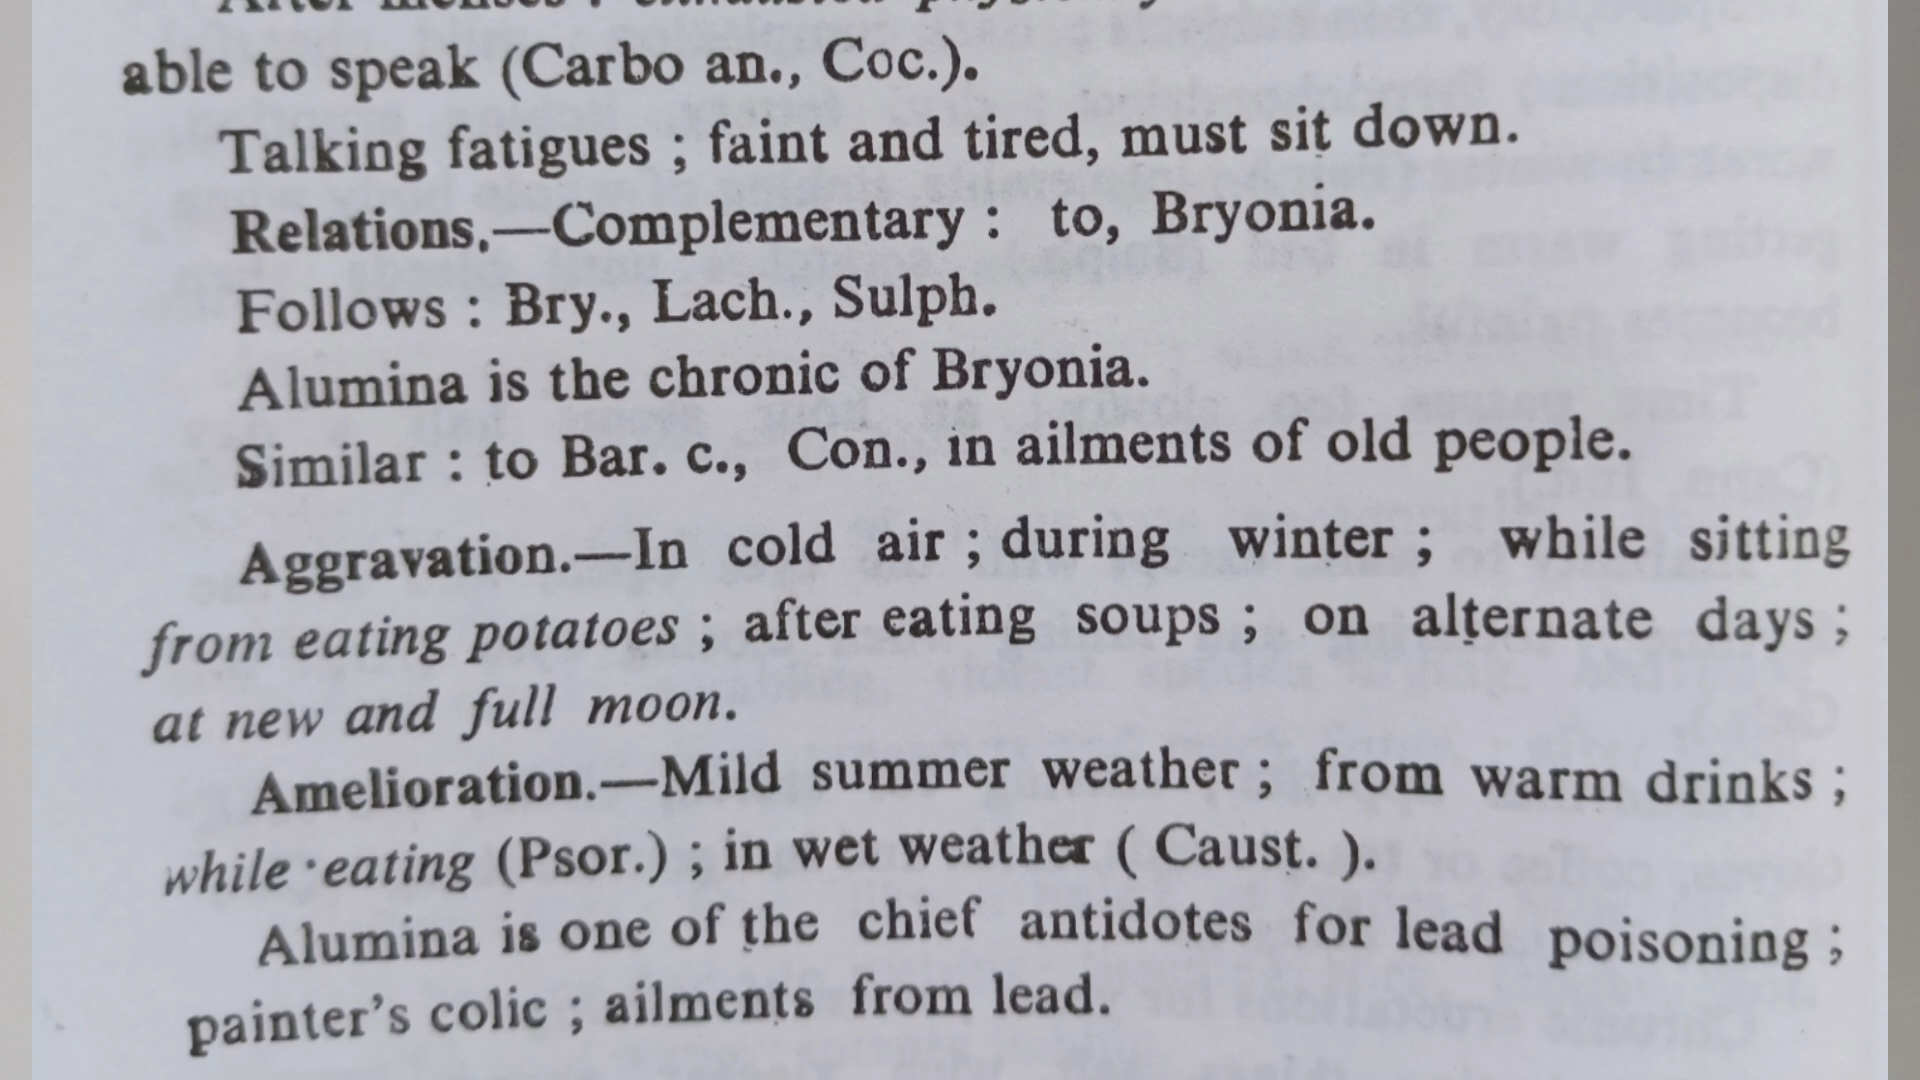 able to speak (Carbo an., Coc.).
Talking fatigues ; faint and tired, must sit down.
Relations.—Complementary : to, Bryonia.
Follows : Bry., Lach., Sulph.
Alumina is the chronic of Bryonia.
Similar : to Bar. c., Con., in ailments of old people.
Aggravation.—In cold air ; during winter ; while sitting
from eating potatoes ; after eating soups ; on alternate days ;
at new and full moon.
Amelioration.—Mild summer weather ; from warm drinks ;
while eating (Psor.) ; in wet weather ( Caust. ).
Alumina is one of the chief antidotes for lead poisoning ;
painter's colic ; ailments from lead.